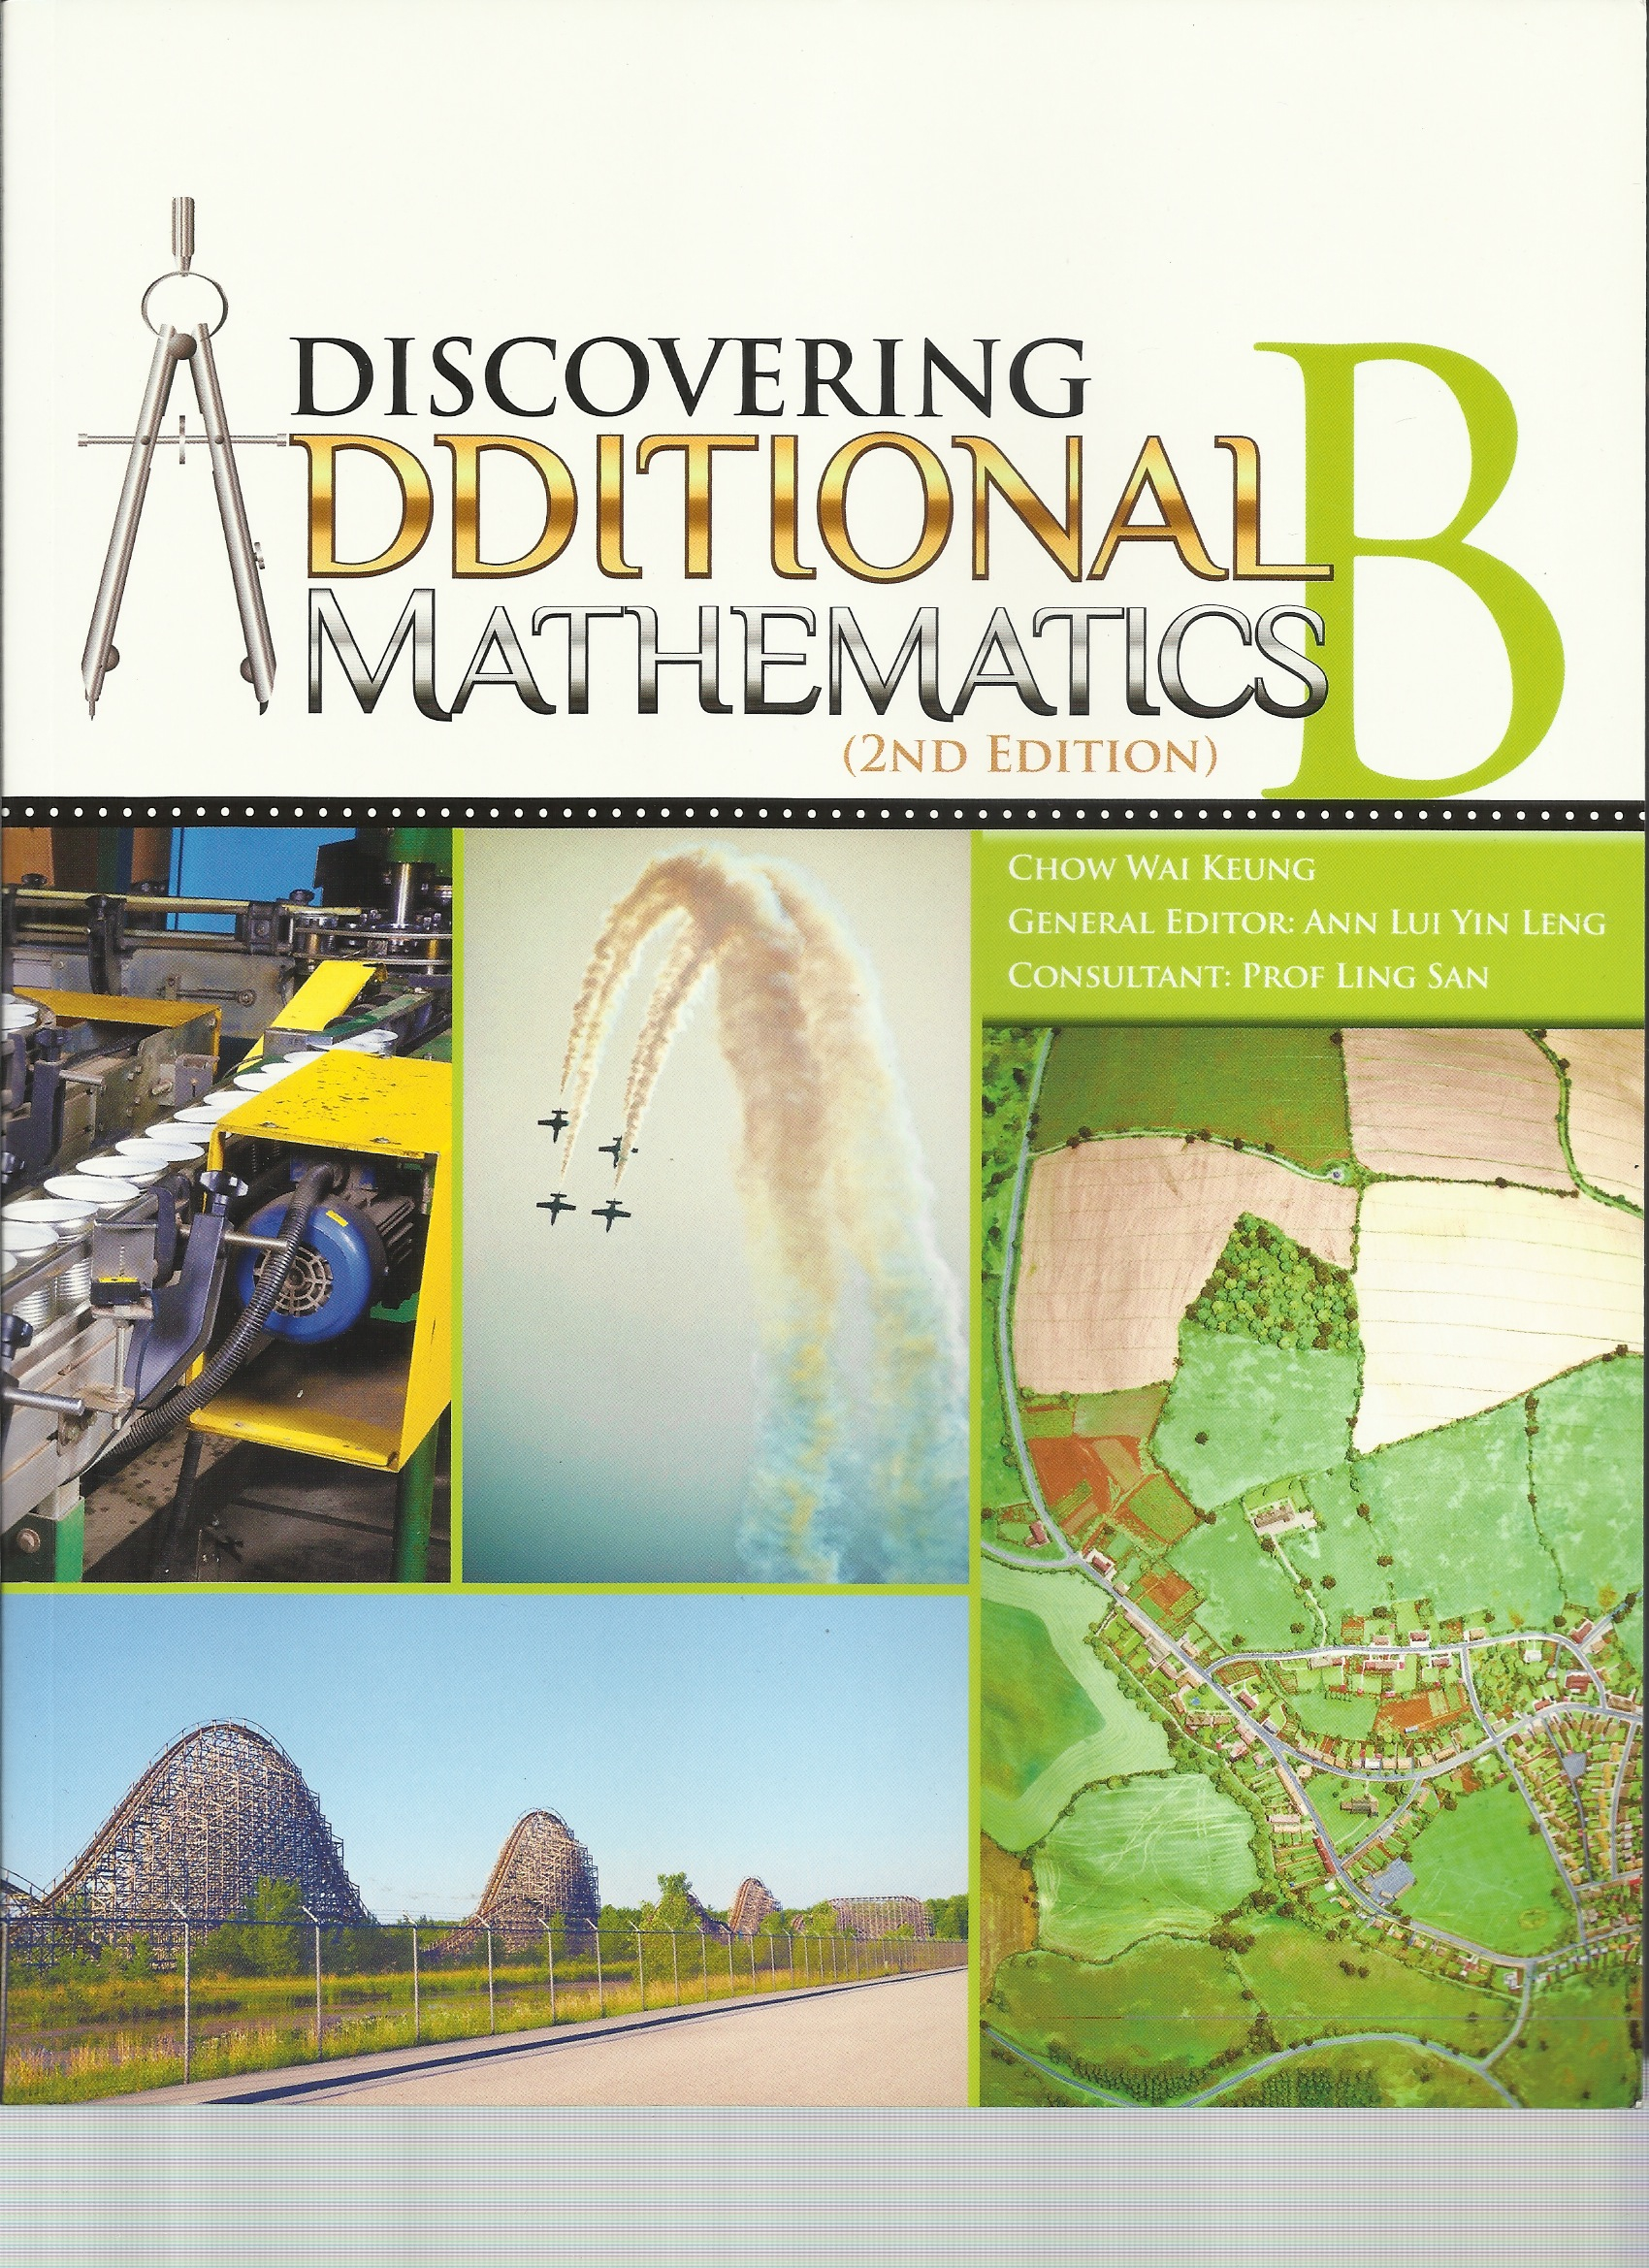 DISCOVERING
ADDITIONAL
MATHEMATICS
B
(2ND EDITION)
CHOW WAI KEUNG
GENERAL EDITOR: ANN LUI YIN LENG
CONSULTANT: PROF LING SAN